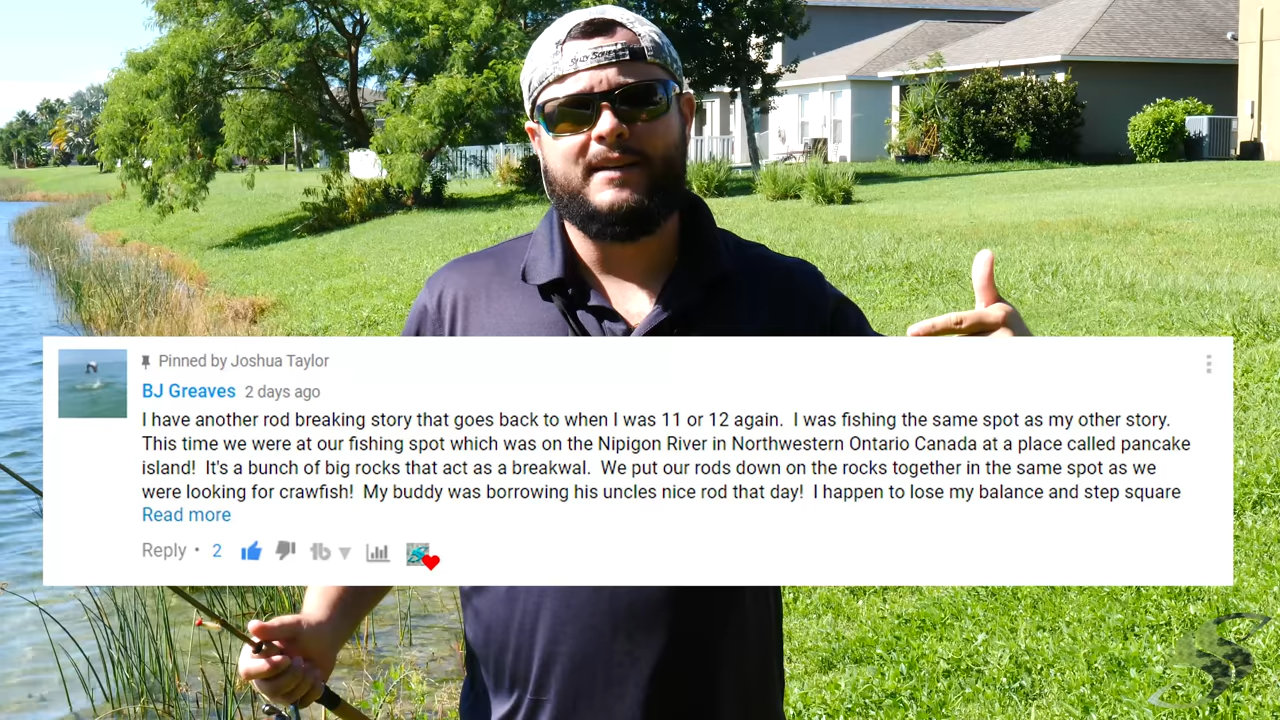 Pinned by Joshua Taylor
BJ Greaves 2 days ago
I have another rod breaking story that goes back to when I was 11 or 12 again. I was fishing the same spot as my other story.
This time we were at our fishing spot which was on the Nipigon River in Northwestern Ontario Canada at a place called pancake
island! It's a bunch of big rocks that act as a breakwal. We put our rods down on the rocks together in the same spot as we
were looking for crawfish! My buddy was borrowing his uncles nice rod that day! I happen to lose my balance and step square
Read more
Reply • 2